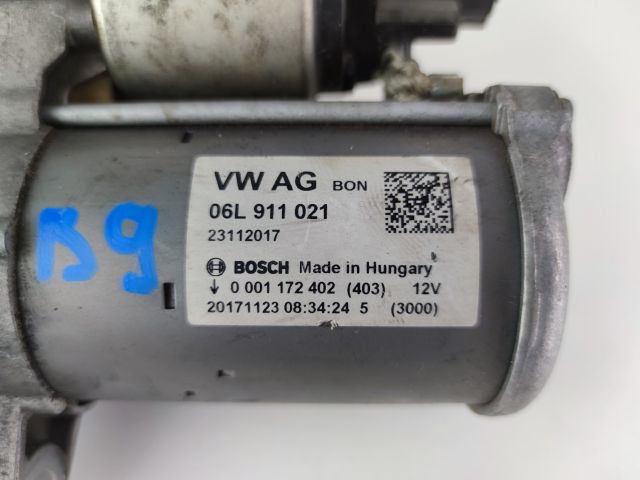 B9
VW AG BON
06L 911 021
23112017
BOSCH Made in Hungary
↓ 0 001 172 402 (403) 12V
20171123 08:34:24 5 (3000)